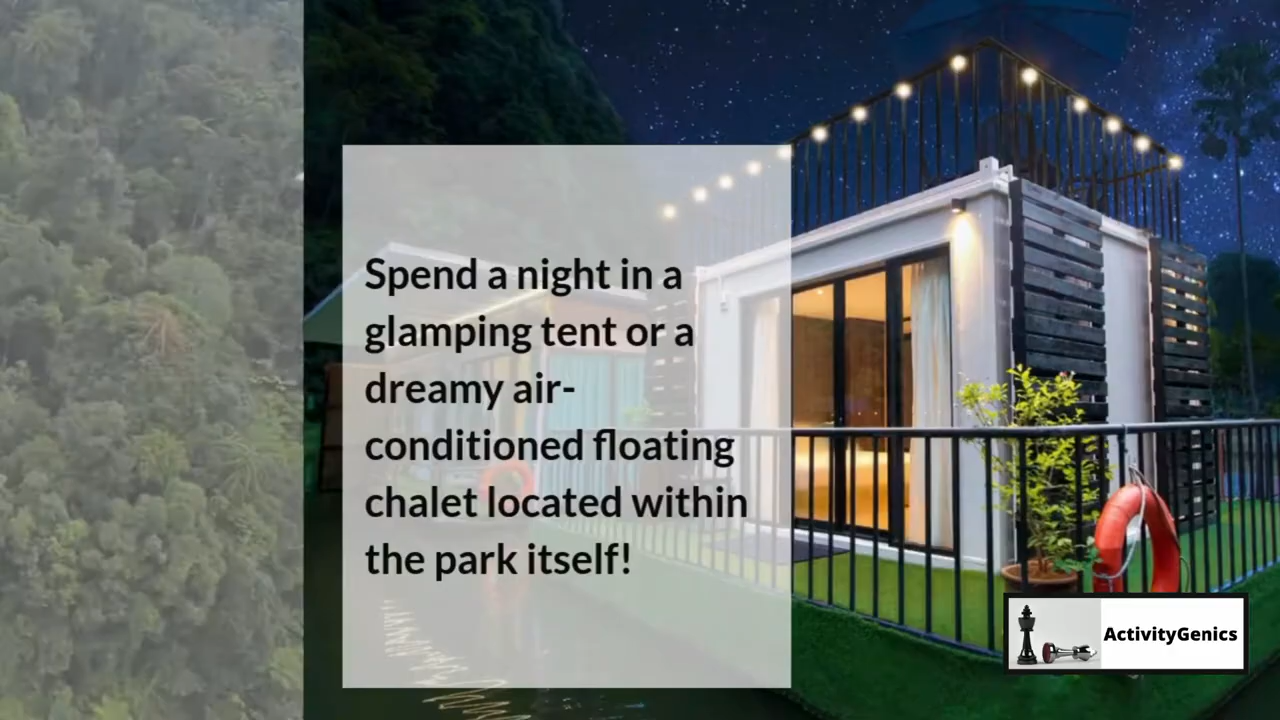 Spend a night in a
glamping tent or a
dreamy air-
conditioned floating
chalet located within
the park itself!
ActivityGenics